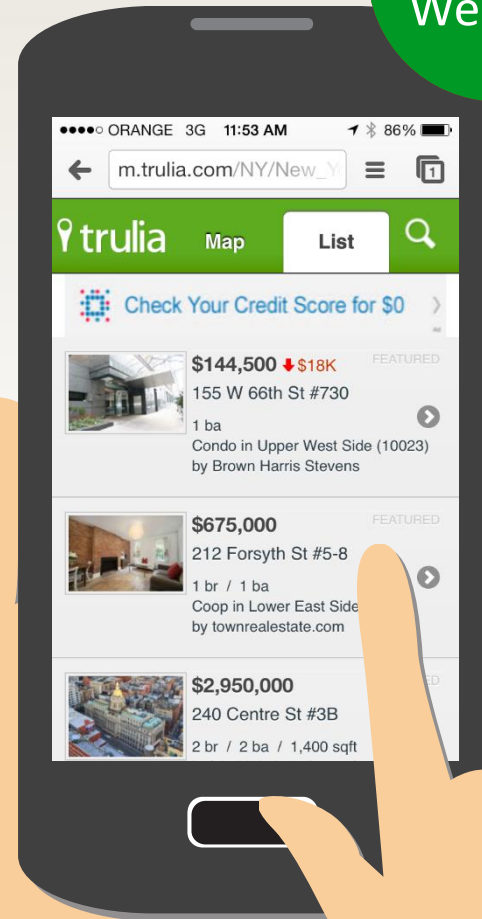 We
ORANGE 3G 11:53 AM 86%
m.trulia.com/NY/New_Y
1
trulia Map List
Check Your Credit Score for $0
Ad
$144,500 $18K FEATURED
155 W 66th St #730
1 ba
Condo in Upper West Side (10023)
by Brown Harris Stevens
$675,000 FEATURED
212 Forsyth St #5-8
1 br / 1 ba
Coop in Lower East Side
by townrealestate.com
$2,950,000 ED
240 Centre St #3B
2 br / 2 ba / 1,400 sqft